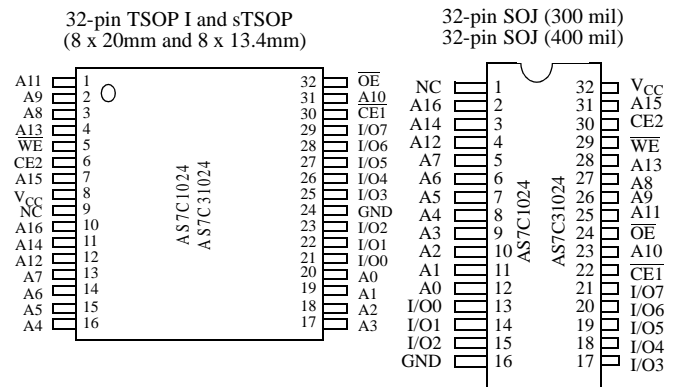 32-pin TSOP I and sTSOP
(8 x 20mm and 8 x 13.4mm)
A11 1 32 OE
A9 2 31 A10
A8 3 30 CE1
A13 4 29 I/O7
WE 5 28 I/O6
CE2 6 27 I/O5
A15 7 26 I/O4
VCC 8 25 I/O3
NC 9 24 GND
A16 10 23 I/O2
A14 11 22 I/O1
A12 12 21 I/O0
A7 13 20 A0
A6 14 19 A1
A5 15 18 A2
A4 16 17 A3
AS7C1024
AS7C31024
32-pin SOJ (300 mil)
32-pin SOJ (400 mil)
NC 1 32 VCC
A16 2 31 A15
A14 3 30 CE2
A12 4 29 WE
A7 5 28 A13
A6 6 27 A8
A5 7 26 A9
A4 8 25 A11
A3 9 24 OE
A2 10 23 A10
A1 11 22 CE1
A0 12 21 I/O7
I/O0 13 20 I/O6
I/O1 14 19 I/O5
I/O2 15 18 I/O4
GND 16 17 I/O3
AS7C1024
AS7C31024